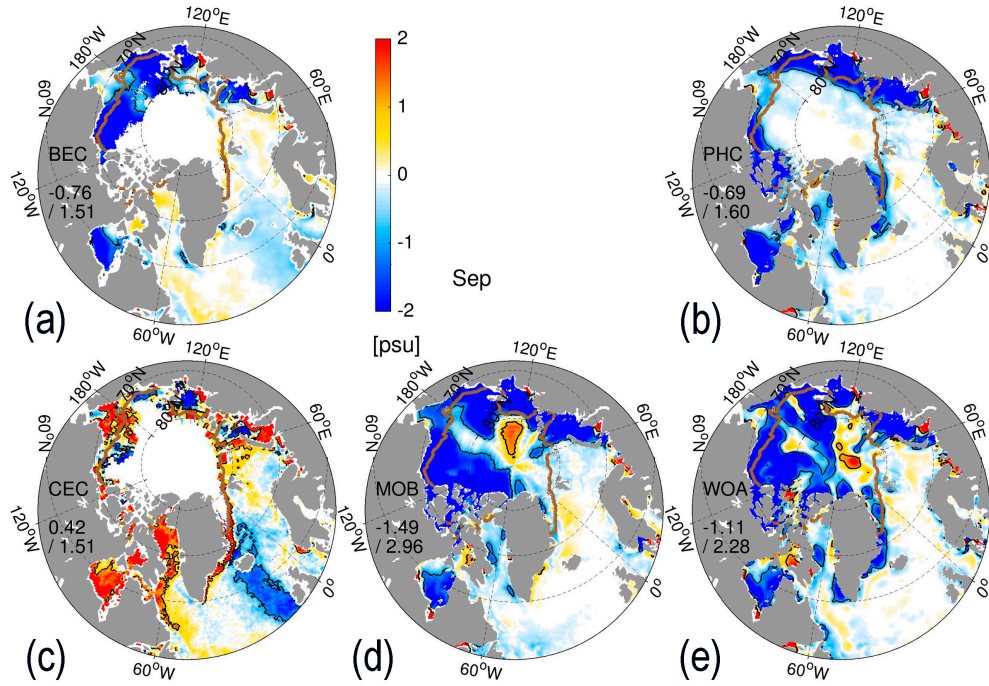 120°E
180°W
70°N
80°N
60°E
60°N
BEC
-0.76
/ 1.51
120°W
0°
60°W
(a)
2
1
0
-1
-2
[psu]
Sep
120°E
180°W
70°N
80°N
60°E
60°N
PHC
-0.69
/ 1.60
120°W
0°
60°W
(b)
120°E
180°W
70°N
80°N
60°E
60°N
CEC
0.42
/ 1.51
120°W
0°
60°W
(c)
120°E
180°W
70°N
80°N
60°E
60°N
MOB
-1.49
/ 2.96
120°W
0°
60°W
(d)
120°E
180°W
70°N
80°N
60°E
60°N
WOA
-1.11
/ 2.28
120°W
0°
60°W
(e)